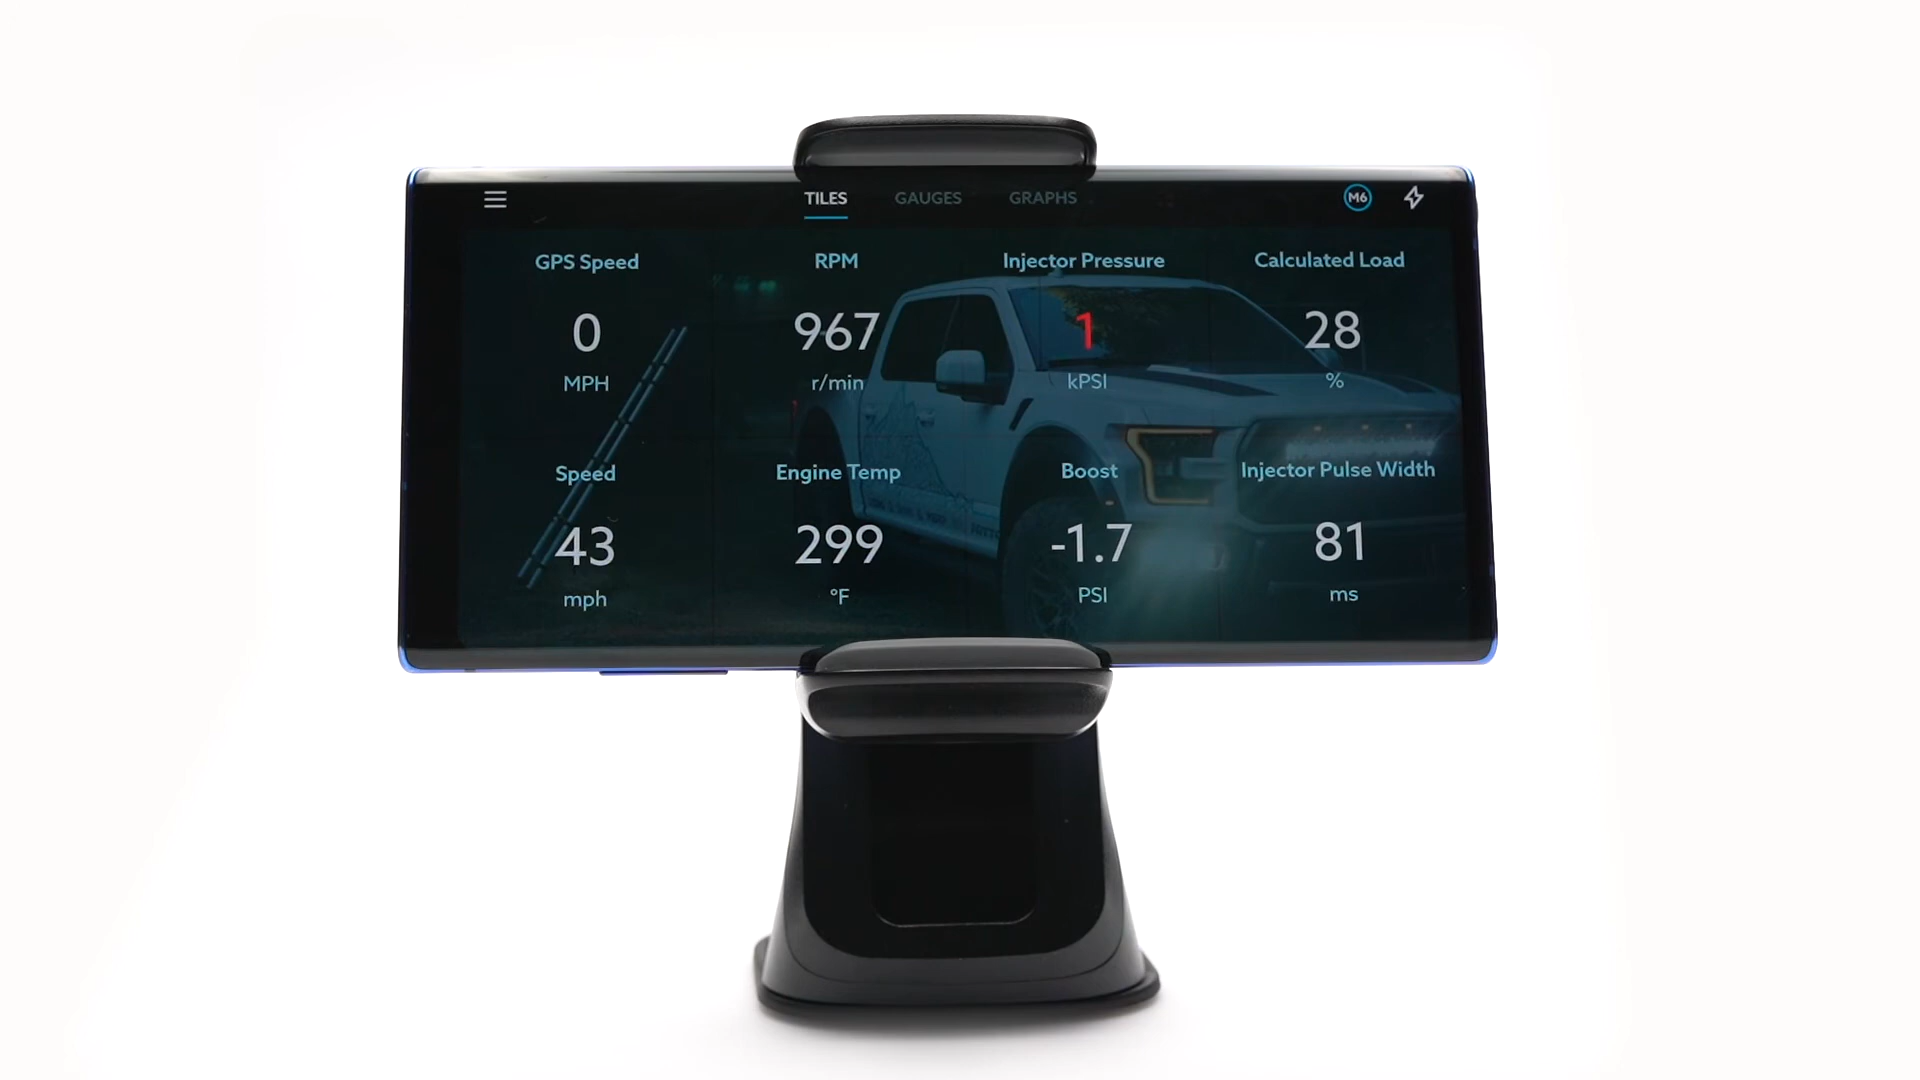 TILES GAUGES GRAPHS M6
GPS Speed RPM Injector Pressure Calculated Load
0 967 1 28
MPH r/min kPSI %
Speed Engine Temp Boost Injector Pulse Width
43 299 -1.7 81
mph °F PSI ms